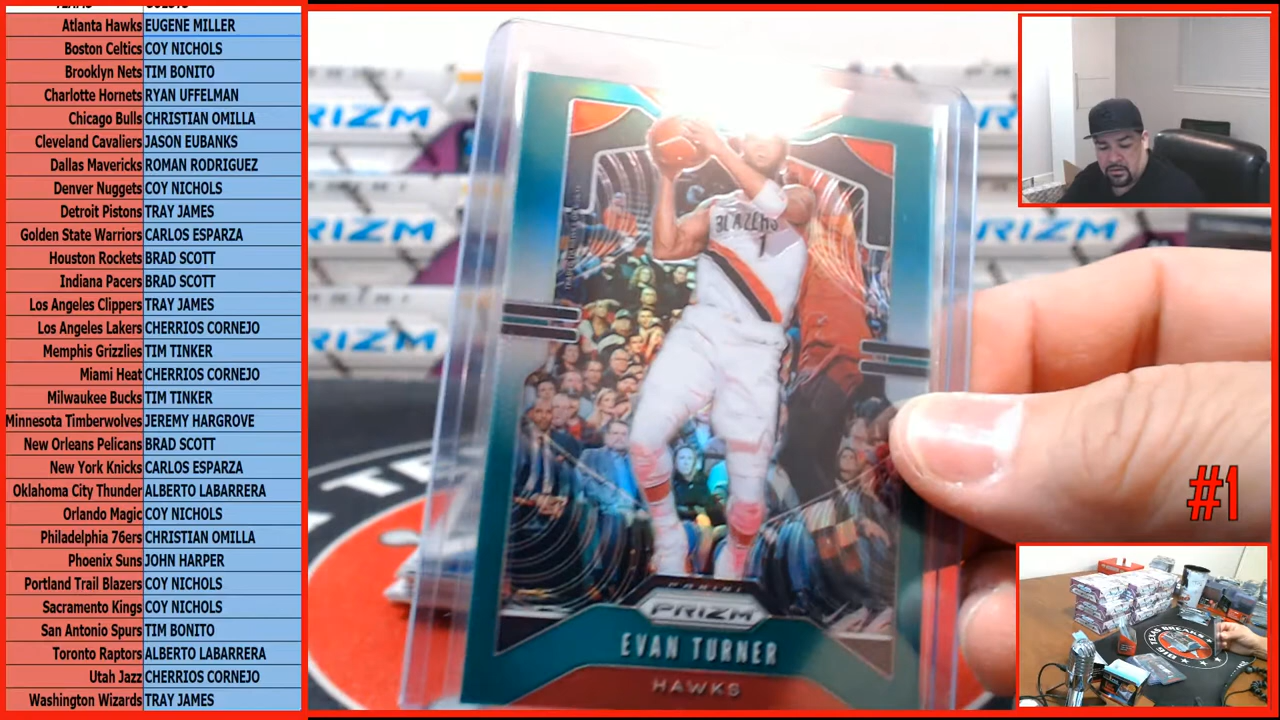 Atlanta Hawks EUGENE MILLER
Boston Celtics COY NICHOLS
Brooklyn Nets TIM BONITO
Charlotte Hornets RYAN UFFELMAN
Chicago Bulls CHRISTIAN OMILLA
Cleveland Cavaliers JASON EUBANKS
Dallas Mavericks ROMAN RODRIGUEZ
Denver Nuggets COY NICHOLS
Detroit Pistons TRAY JAMES
Golden State Warriors CARLOS ESPARZA
Houston Rockets BRAD SCOTT
Indiana Pacers BRAD SCOTT
Los Angeles Clippers TRAY JAMES
Los Angeles Lakers CHERRIOS CORNEJO
Memphis Grizzlies TIM TINKER
Miami Heat CHERRIOS CORNEJO
Milwaukee Bucks TIM TINKER
Minnesota Timberwolves JEREMY HARGROVE
New Orleans Pelicans BRAD SCOTT
New York Knicks CARLOS ESPARZA
Oklahoma City Thunder ALBERTO LABARRERA
Orlando Magic COY NICHOLS
Philadelphia 76ers CHRISTIAN OMILLA
Phoenix Suns JOHN HARPER
Portland Trail Blazers COY NICHOLS
Sacramento Kings COY NICHOLS
San Antonio Spurs TIM BONITO
Toronto Raptors ALBERTO LABARRERA
Utah Jazz CHERRIOS CORNEJO
Washington Wizards TRAY JAMES
PRIZM
PRIZM
PRIZM
PRIZM
PRIZM
BLAZERS
1
PANINI
PRIZM
EVAN TURNER
HAWKS
#1
TEXAS BREAKS
BIG